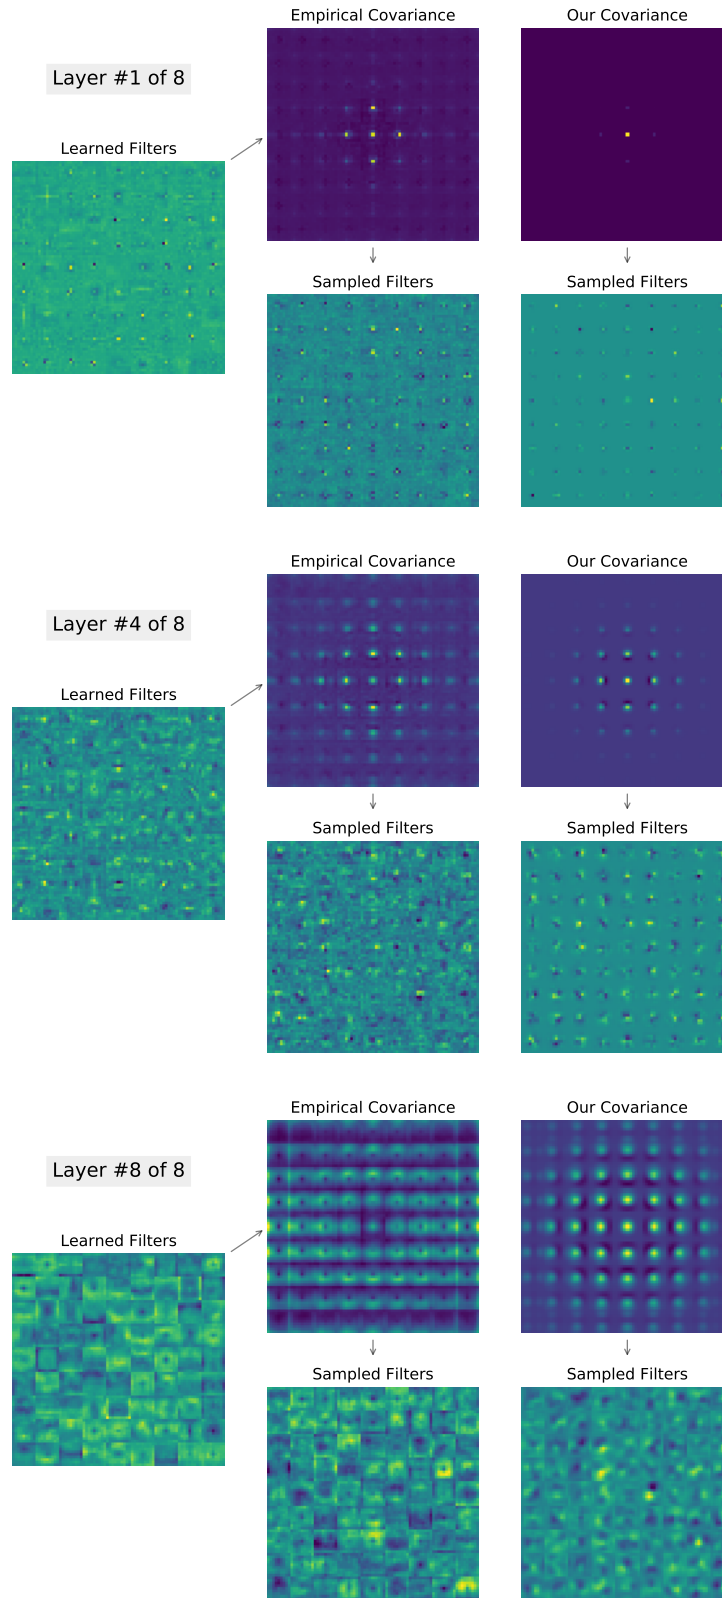 Empirical Covariance
Our Covariance
Layer #1 of 8
Learned Filters
Sampled Filters
Sampled Filters
Empirical Covariance
Our Covariance
Layer #4 of 8
Learned Filters
Sampled Filters
Sampled Filters
Empirical Covariance
Our Covariance
Layer #8 of 8
Learned Filters
Sampled Filters
Sampled Filters